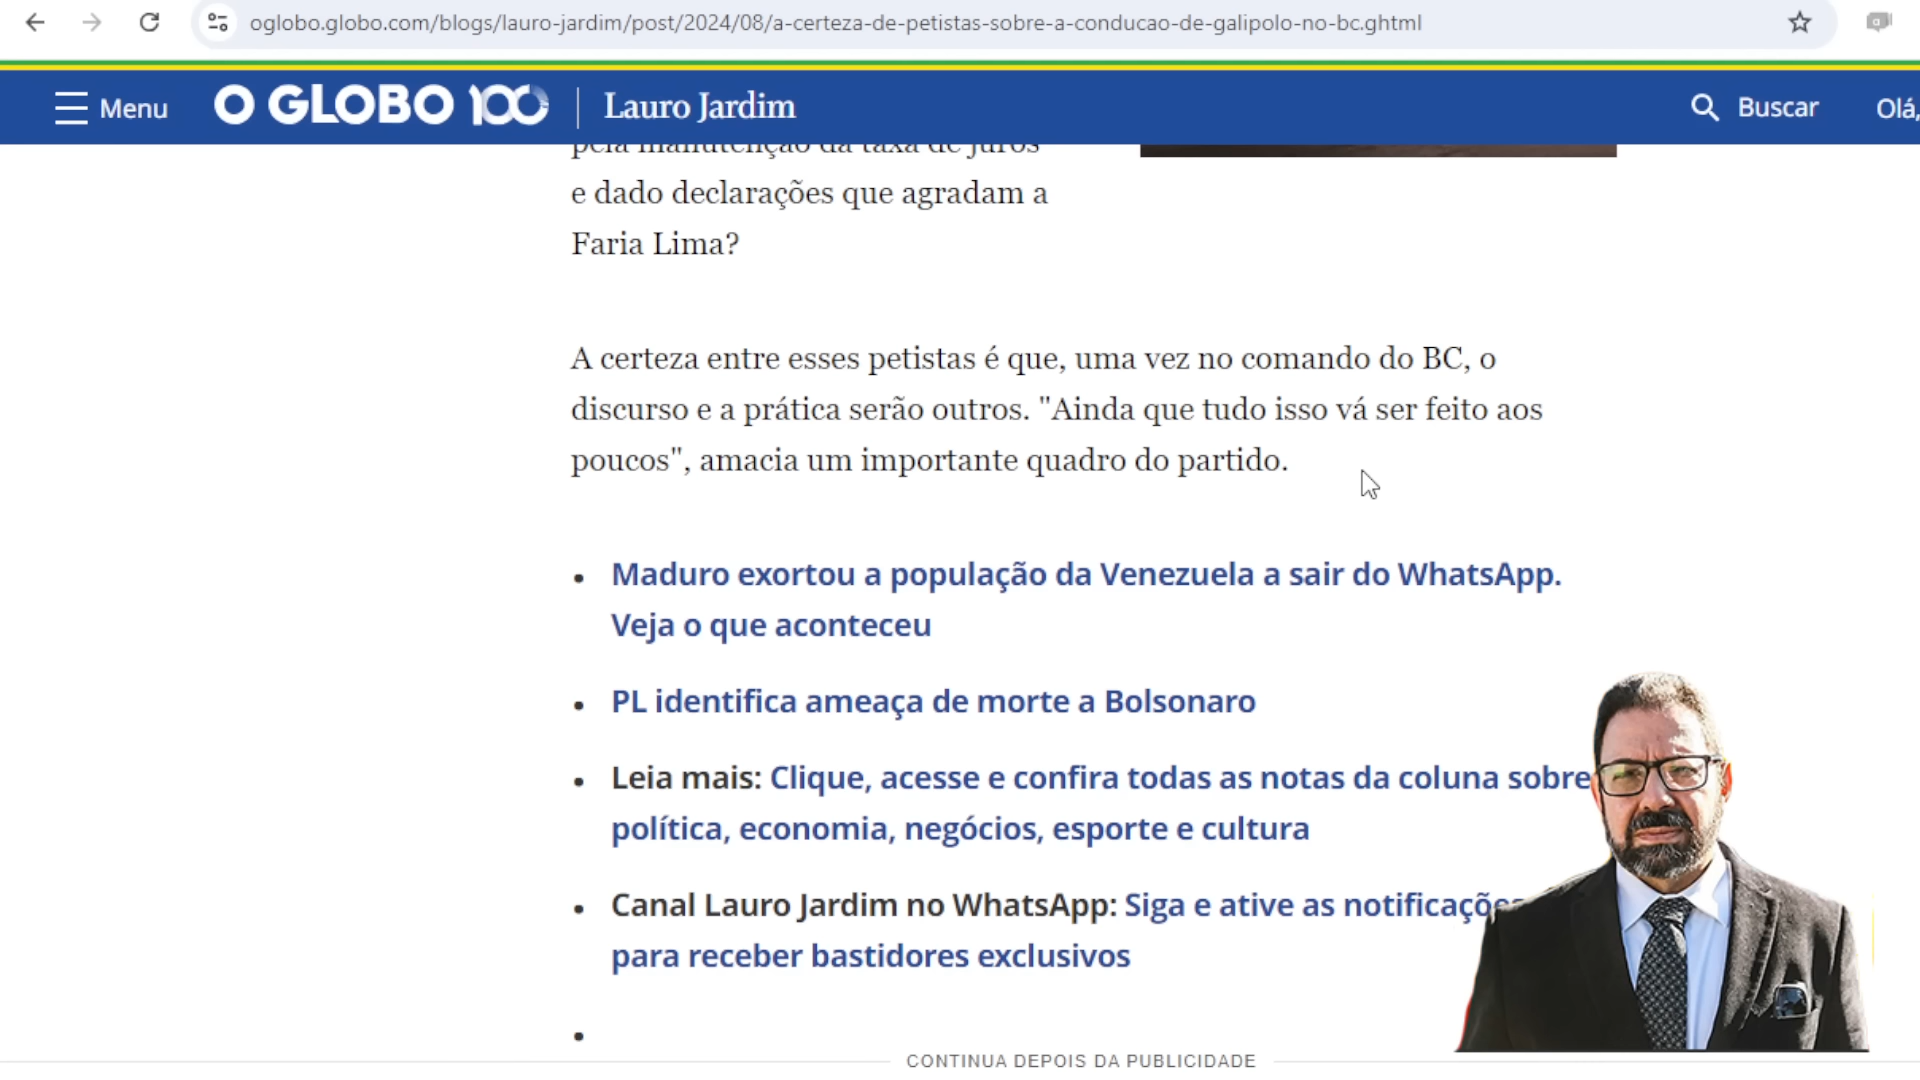 oglobo.globo.com/blogs/lauro-jardim/post/2024/08/a-certeza-de-petistas-sobre-a-conducao-de-galipolo-no-bc.ghtml
Menu O GLOBO 100 Lauro Jardim Buscar Olá,
pela manutenção da taxa de juros
e dado declarações que agradam a
Faria Lima?
A certeza entre esses petistas é que, uma vez no comando do BC, o
discurso e a prática serão outros. "Ainda que tudo isso vá ser feito aos
poucos", amacia um importante quadro do partido.
• Maduro exortou a população da Venezuela a sair do WhatsApp.
Veja o que aconteceu
• PL identifica ameaça de morte a Bolsonaro
• Leia mais: Clique, acesse e confira todas as notas da coluna sobre
política, economia, negócios, esporte e cultura
• Canal Lauro Jardim no WhatsApp: Siga e ative as notificações
para receber bastidores exclusivos
•
CONTINUA DEPOIS DA PUBLICIDADE